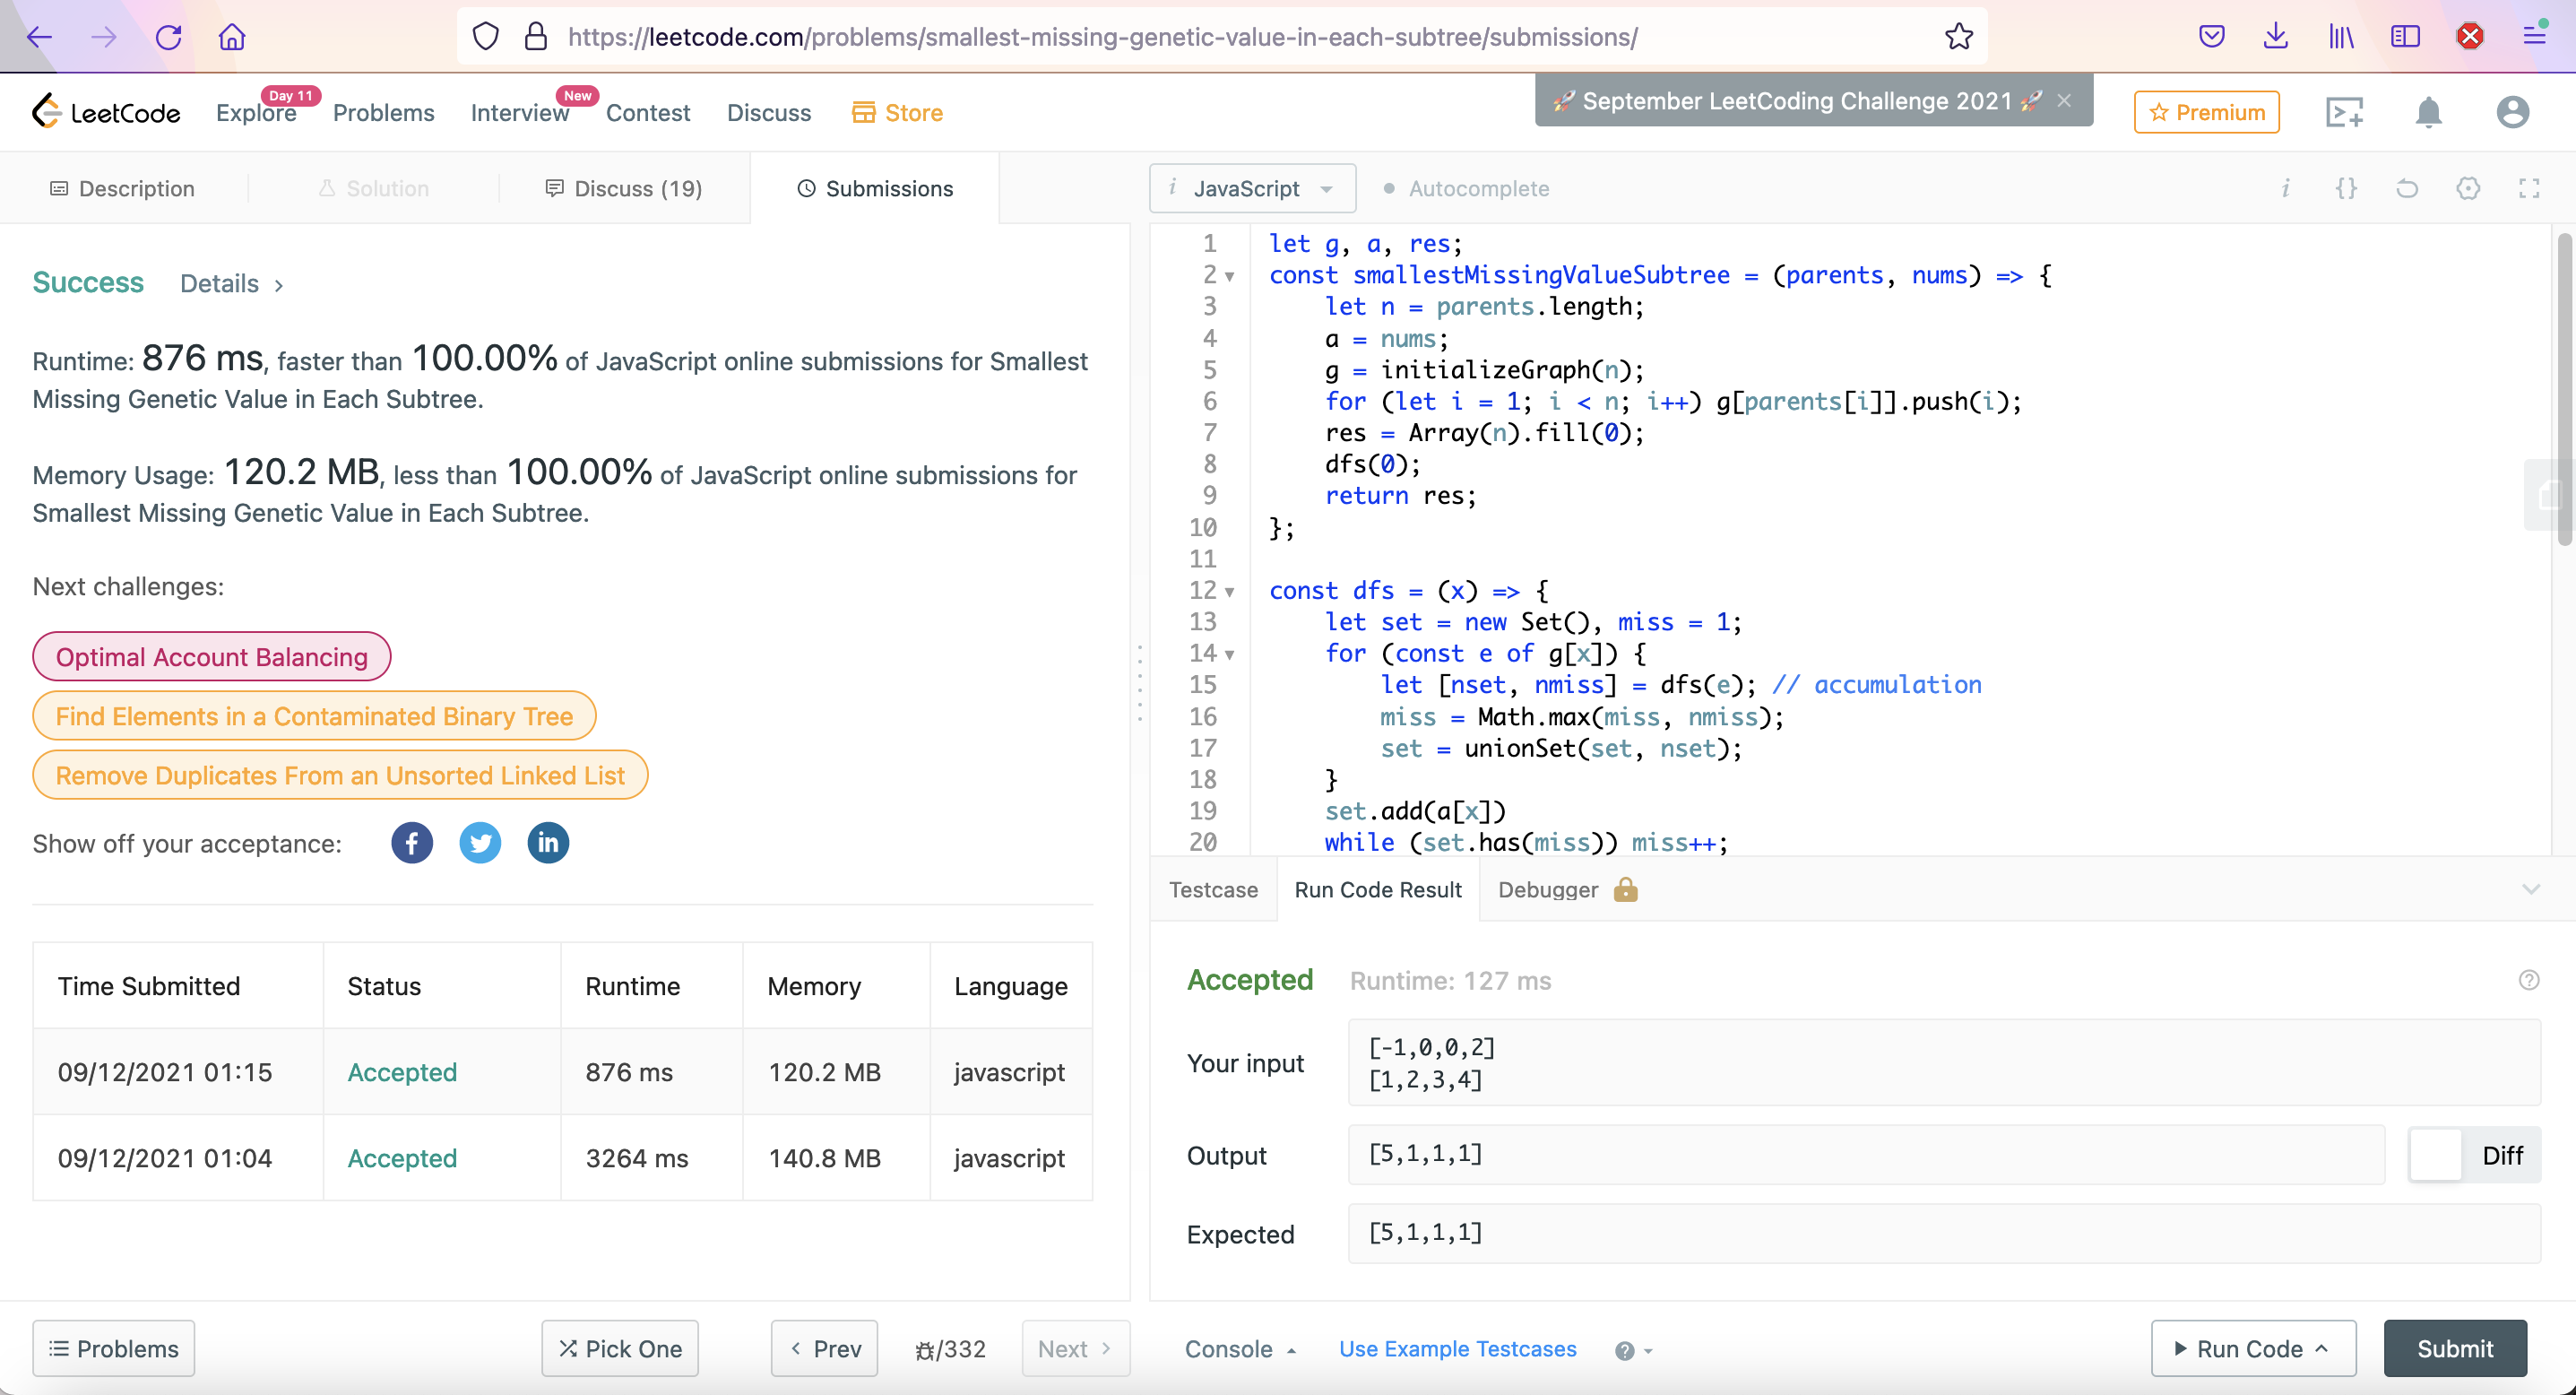 https://leetcode.com/problems/smallest-missing-genetic-value-in-each-subtree/submissions/
LeetCode
Explore
Day 11
Problems
Interview
New
Contest
Discuss
Store
🚀 September LeetCoding Challenge 2021 🚀 ×
Premium
Description
Solution
Discuss (19)
Submissions
Success
Details >
Runtime: 876 ms, faster than 100.00% of JavaScript online submissions for Smallest
Missing Genetic Value in Each Subtree.
Memory Usage: 120.2 MB, less than 100.00% of JavaScript online submissions for
Smallest Missing Genetic Value in Each Subtree.
Next challenges:
Optimal Account Balancing
Find Elements in a Contaminated Binary Tree
Remove Duplicates From an Unsorted Linked List
Show off your acceptance:
Time Submitted Status Runtime Memory Language
09/12/2021 01:15 Accepted 876 ms 120.2 MB javascript
09/12/2021 01:04 Accepted 3264 ms 140.8 MB javascript
Problems
Pick One
< Prev
/332
Next >
i JavaScript
Autocomplete
i {}
1 let g, a, res;
2 const smallestMissingValueSubtree = (parents, nums) => {
3 let n = parents.length;
4 a = nums;
5 g = initializeGraph(n);
6 for (let i = 1; i < n; i++) g[parents[i]].push(i);
7 res = Array(n).fill(0);
8 dfs(0);
9 return res;
10 };
11
12 const dfs = (x) => {
13 let set = new Set(), miss = 1;
14 for (const e of g[x]) {
15 let [nset, nmiss] = dfs(e); // accumulation
16 miss = Math.max(miss, nmiss);
17 set = unionSet(set, nset);
18 }
19 set.add(a[x])
20 while (set.has(miss)) miss++;
Testcase
Run Code Result
Debugger
Accepted
Runtime: 127 ms
?
Your input
[-1,0,0,2]
[1,2,3,4]
Output
[5,1,1,1]
Diff
Expected
[5,1,1,1]
Console
Use Example Testcases
?
Run Code
Submit